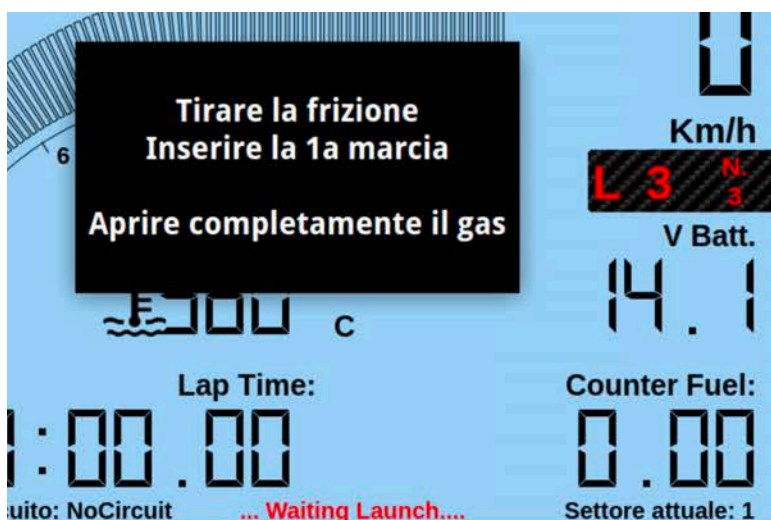 0
Tirare la frizione
Inserire la 1a marcia
Km/h
6
L 3 N. 3
Aprire completamente il gas
V Batt.
14.1
C
Lap Time:
Counter Fuel:
:00.00
0.00
uito: NoCircuit
... Waiting Launch....
Settore attuale: 1